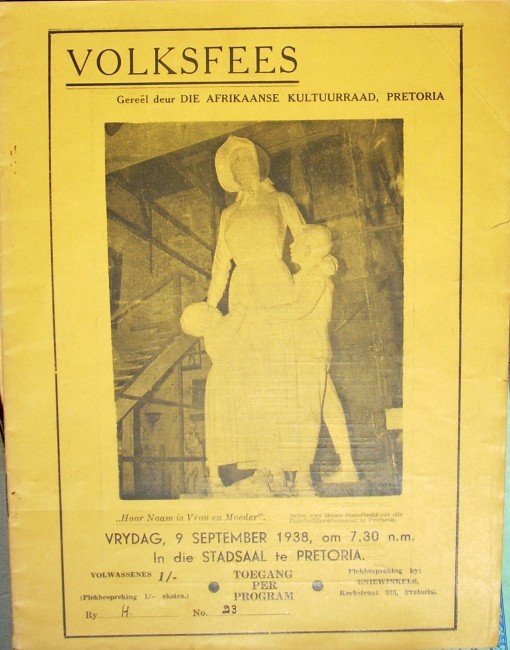 VOLKSFEES
Gereël deur DIE AFRIKAANSE KULTUURRAAD, PRETORIA
„Haar Naam is Vrou en Moeder".
VRYDAG, 9 SEPTEMBER 1938, om 7.30 n.m.
In die STADSAAL te PRETORIA.
VOLWASSENES 1/-
(Plekbespreking 1/- ekstra.)
TOEGANG
PER
PROGRAM
Plekbespreking by:
UNIEWINKELS,
Kerkstraat Pretoria.
Ry H. No. 23